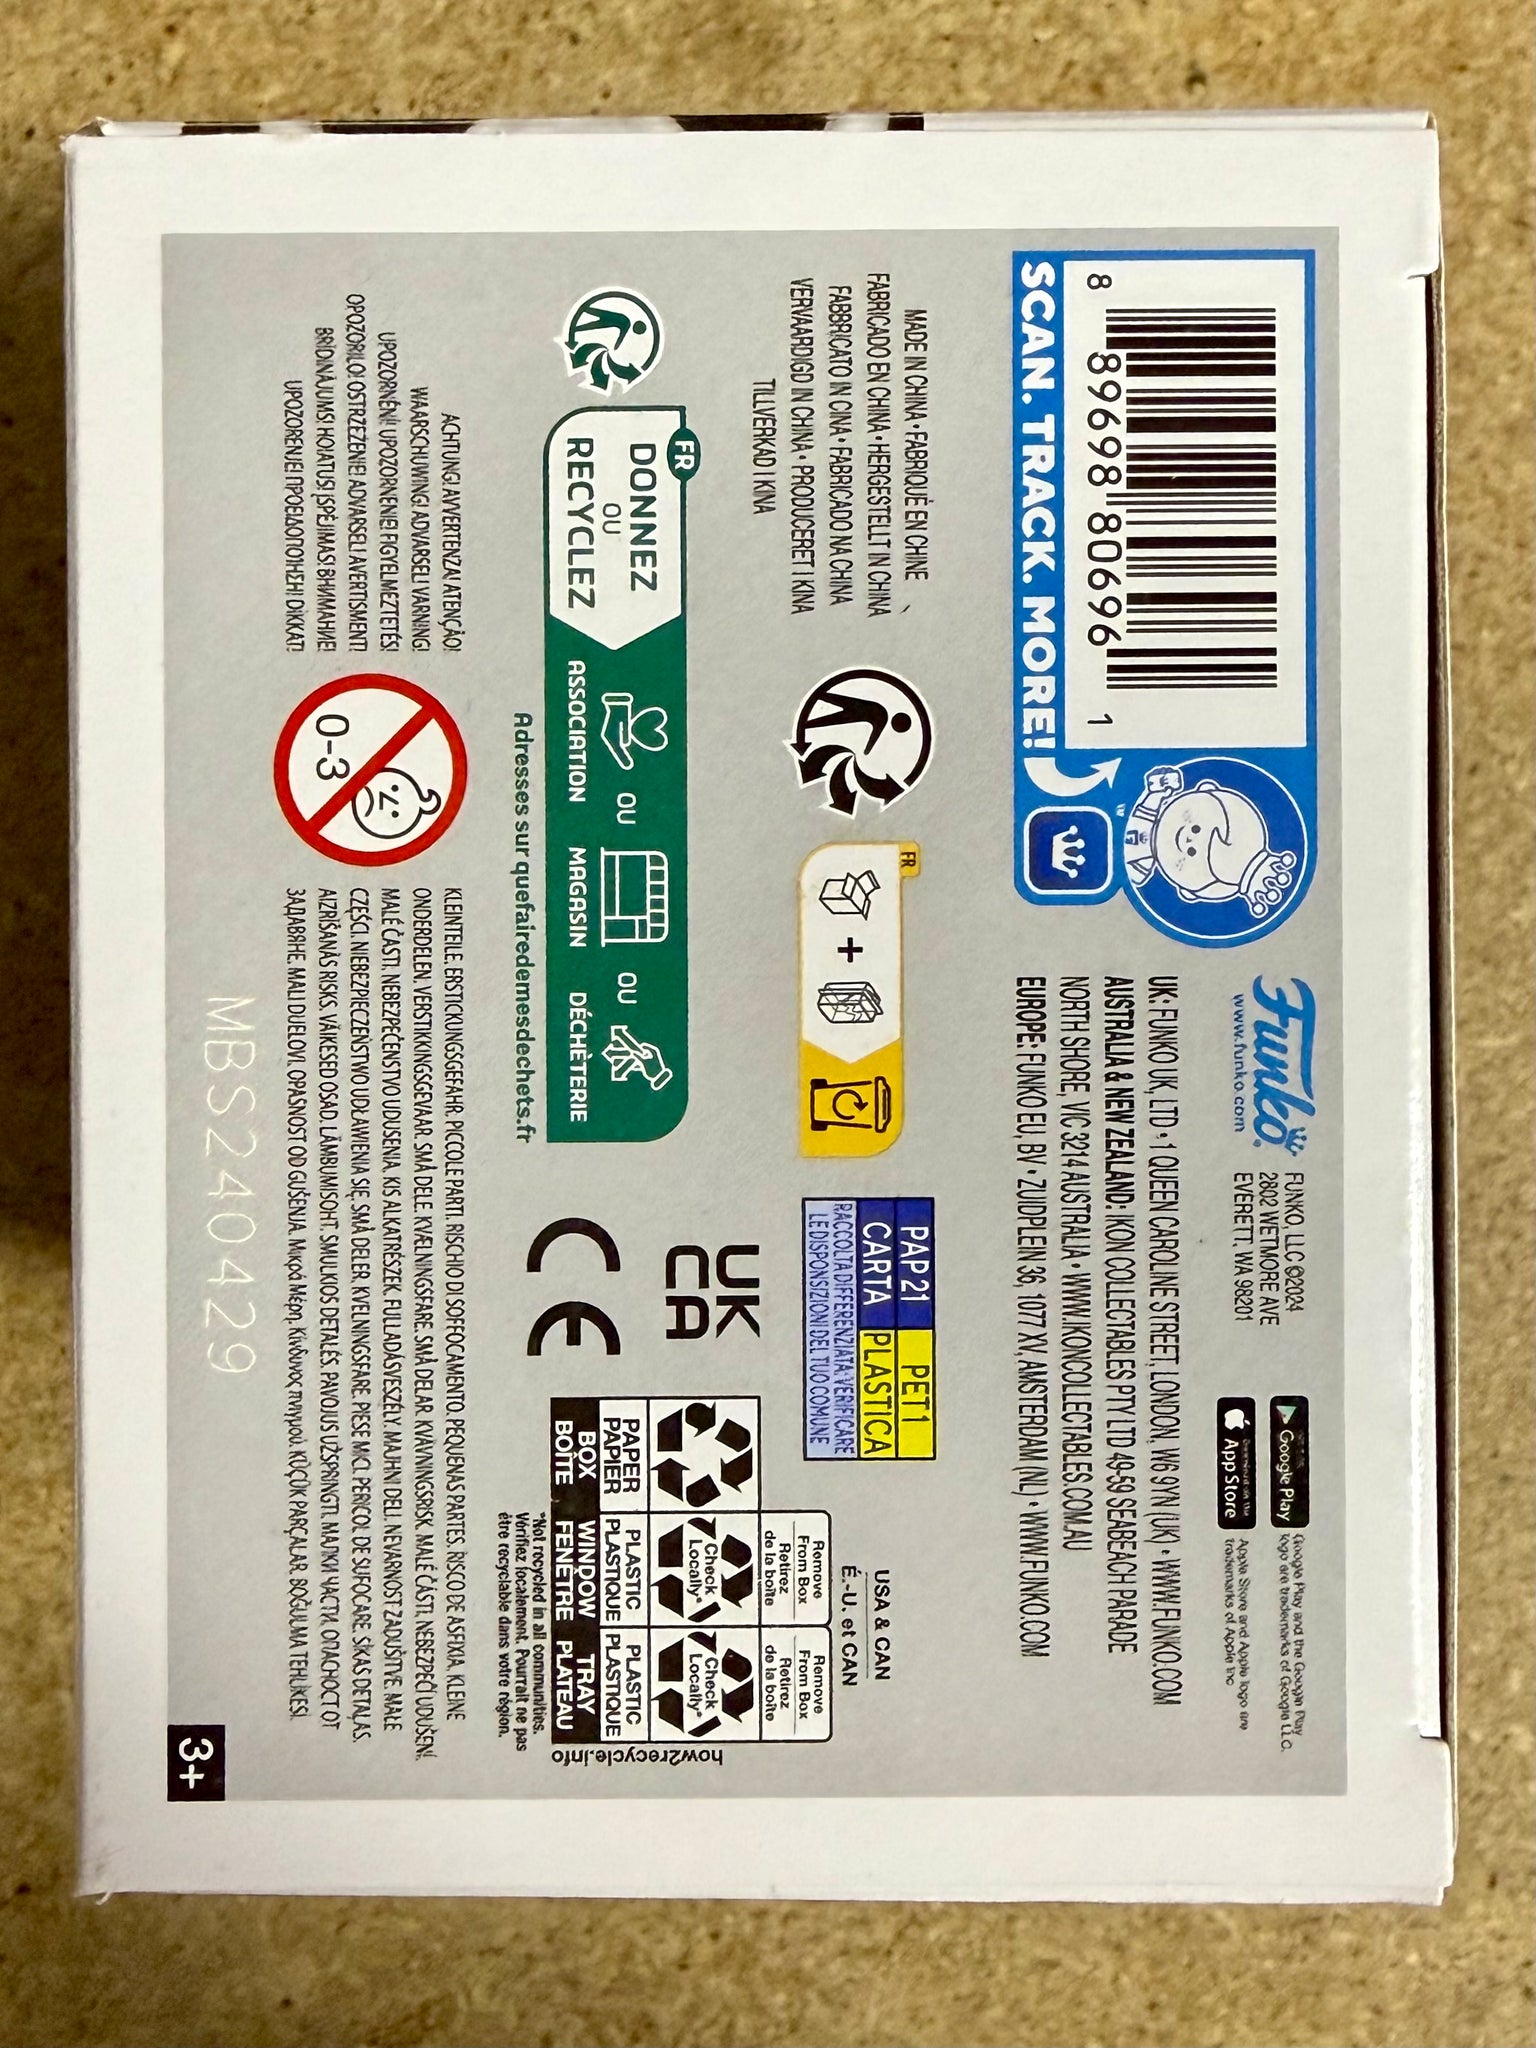 8 89698 80696 1
SCAN. TRACK. MORE!
Funko
www.funko.com
FUNKO, LLC ©2024
2802 WETMORE AVE
EVERETT, WA 98201
Google Play
Google Play and the Google Play
logo are trademarks of Google LLC.
App Store
Apple Store and Apple logo are
trademarks of Apple Inc
UK: FUNKO UK, LTD • 1 QUEEN CAROLINE STREET, LONDON, W6 9YN (UK) • WWW.FUNKO.COM
AUSTRALIA & NEW ZEALAND: IKON COLLECTABLES PTY LTD 49-59 SEABEACH PARADE
NORTH SHORE, VIC 3214 AUSTRALIA • WWW.IKONCOLLECTABLES.COM.AU
EUROPE: FUNKO EU, BV • ZUIDPLEIN 36, 1077 XV, AMSTERDAM (NL) • WWW.FUNKO.COM
MADE IN CHINA • FABRIQUÉ EN CHINE
FABRICADO EN CHINA • HERGESTELLT IN CHINA
FABBRICATO IN CINA • FABRICADO NA CHINA
VERVAARDIGD IN CHINA • PRODUCERET I KINA
TILLVERKAD I KINA
FR
+
PAP 21 PET 1
CARTA PLASTICA
RACCOLTA DIFFERENZIATA. VERIFICARE
LE DISPONSIZIONI DEL TUO COMUNE
USA & CAN
É.-U. et CAN
FR
DONNEZ
OU
RECYCLEZ
ASSOCIATION OU MAGASIN OU DÉCHÈTERIE
Adresses sur quefairedemesdechets.fr
UK
CA
CE
Remove
From Box
Retirez
de la boîte
Remove
From Box
Retirez
de la boîte
Check
Locally*
Check
Locally*
PAPER
PAPIER
PLASTIC
PLASTIQUE
PLASTIC
PLASTIQUE
BOX
BOÎTE
WINDOW
FENÊTRE
TRAY
PLATEAU
*Not recycled in all communities.
Vérifiez localement. Pourrait ne pas
être recyclable dans votre région.
how2recycle.info
ACHTUNG! AVVERTENZA! ATENÇÃO!
WAARSCHUWING! ADVARSEL! VARNING!
UPOZORNĚNÍ! UPOZORNENIE! FIGYELMEZTETÉS!
OPOZORILO! OSTRZEŻENIE! ADVARSEL! AVERTISMENT!
BRĪDINĀJUMS! HOIATUS! ĮSPĖJIMAS! ВНИМАНИЕ!
UPOZORENJE! ΠΡΟΕΙΔΟΠΟΙΗΣΗ! DİKKAT!
0-3
KLEINTEILE. ERSTICKUNGSGEFAHR. PICCOLE PARTI. RISCHIO DI SOFFOCAMENTO. PEQUENAS PARTES. RISCO DE ASFIXIA. KLEINE
ONDERDELEN. VERSTIKKINGSGEVAAR. SMÅ DELE. KVÆLNINGSFARE. SMÅ DELAR. KVÄVNINGSRISK. MALÉ ČÁSTI. NEBEZPEČÍ UDUŠENÍ.
MALÉ ČASTI. NEBEZPEČENSTVO UDUSENIA. KIS ALKATRÉSZEK. FULLADÁSVESZÉLY. MAJHNI DELI. NEVARNOST ZADUŠITVE. MAŁE
CZĘŚCI. NIEBEZPIECZEŃSTWO UDŁAWIENIA SIĘ. SMÅ DELER. KVELNINGSFARE. PIESE MICI. PERICOL DE SUFOCARE. SĪKAS DETAĻAS.
AIZRĪŠANĀS RISKS. VÄIKESED OSAD. LÄMBUMISOHT. SMULKIOS DETALĖS. PAVOJUS UŽSPRINGTI. МАЛКИ ЧАСТИ. ОПАСНОСТ ОТ
ЗАДАВЯНЕ. MALI DIJELOVI. OPASNOST OD GUŠENJA. Μικρά Μέρη. Κίνδυνος πνιγμού. KÜÇÜK PARÇALAR. BOĞULMA TEHLİKESİ.
MBS240429
3+